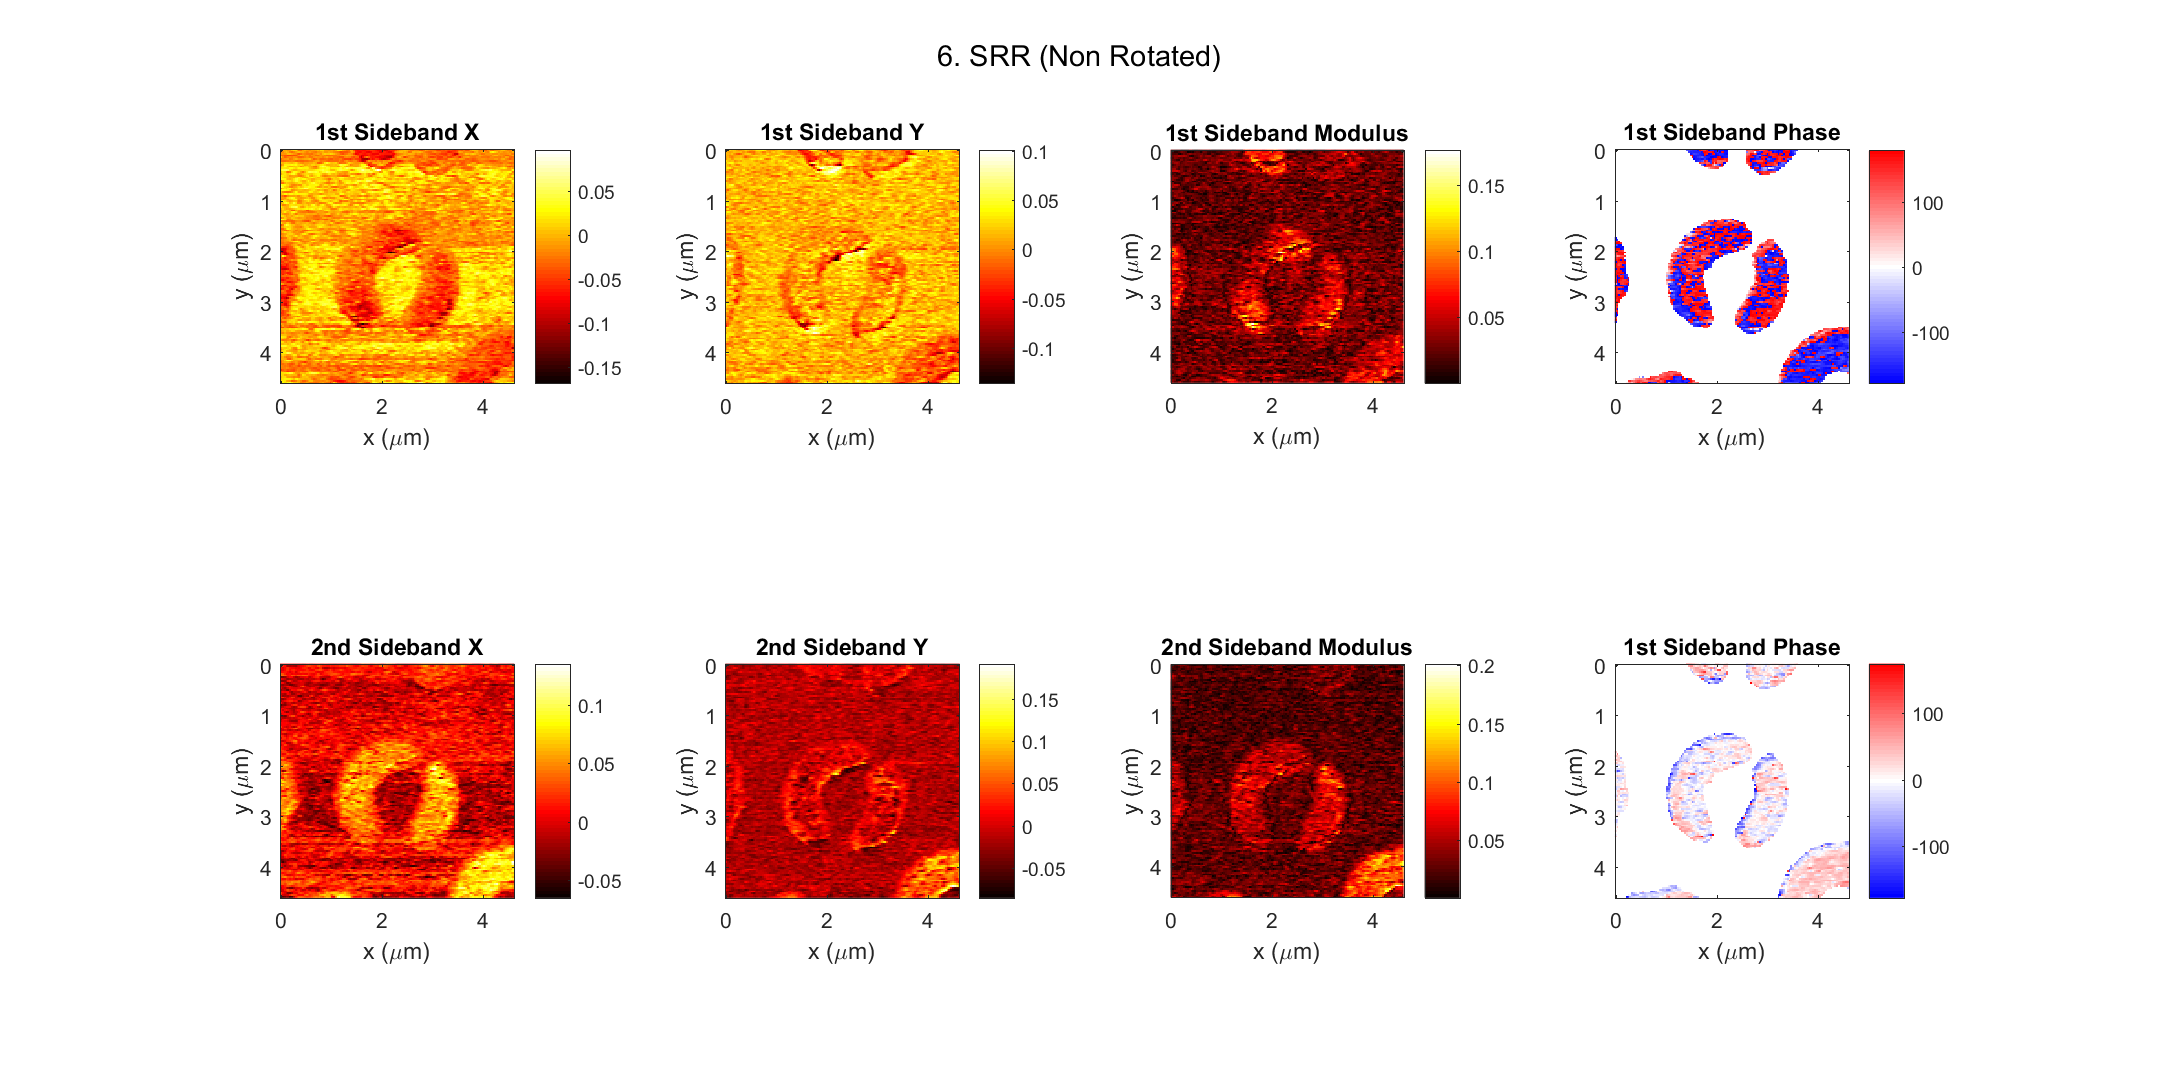 6. SRR (Non Rotated)
1st Sideband X
0
1
2
3
4
y (μm)
0 2 4
x (μm)
0.05
0
-0.05
-0.1
-0.15
1st Sideband Y
0
1
2
3
4
y (μm)
0 2 4
x (μm)
0.1
0.05
0
-0.05
-0.1
1st Sideband Modulus
0
1
2
3
4
y (μm)
0 2 4
x (μm)
0.15
0.1
0.05
1st Sideband Phase
0
1
2
3
4
y (μm)
0 2 4
x (μm)
100
0
-100
2nd Sideband X
0
1
2
3
4
y (μm)
0 2 4
x (μm)
0.1
0.05
0
-0.05
2nd Sideband Y
0
1
2
3
4
y (μm)
0 2 4
x (μm)
0.15
0.1
0.05
0
-0.05
2nd Sideband Modulus
0
1
2
3
4
y (μm)
0 2 4
x (μm)
0.2
0.15
0.1
0.05
1st Sideband Phase
0
1
2
3
4
y (μm)
0 2 4
x (μm)
100
0
-100